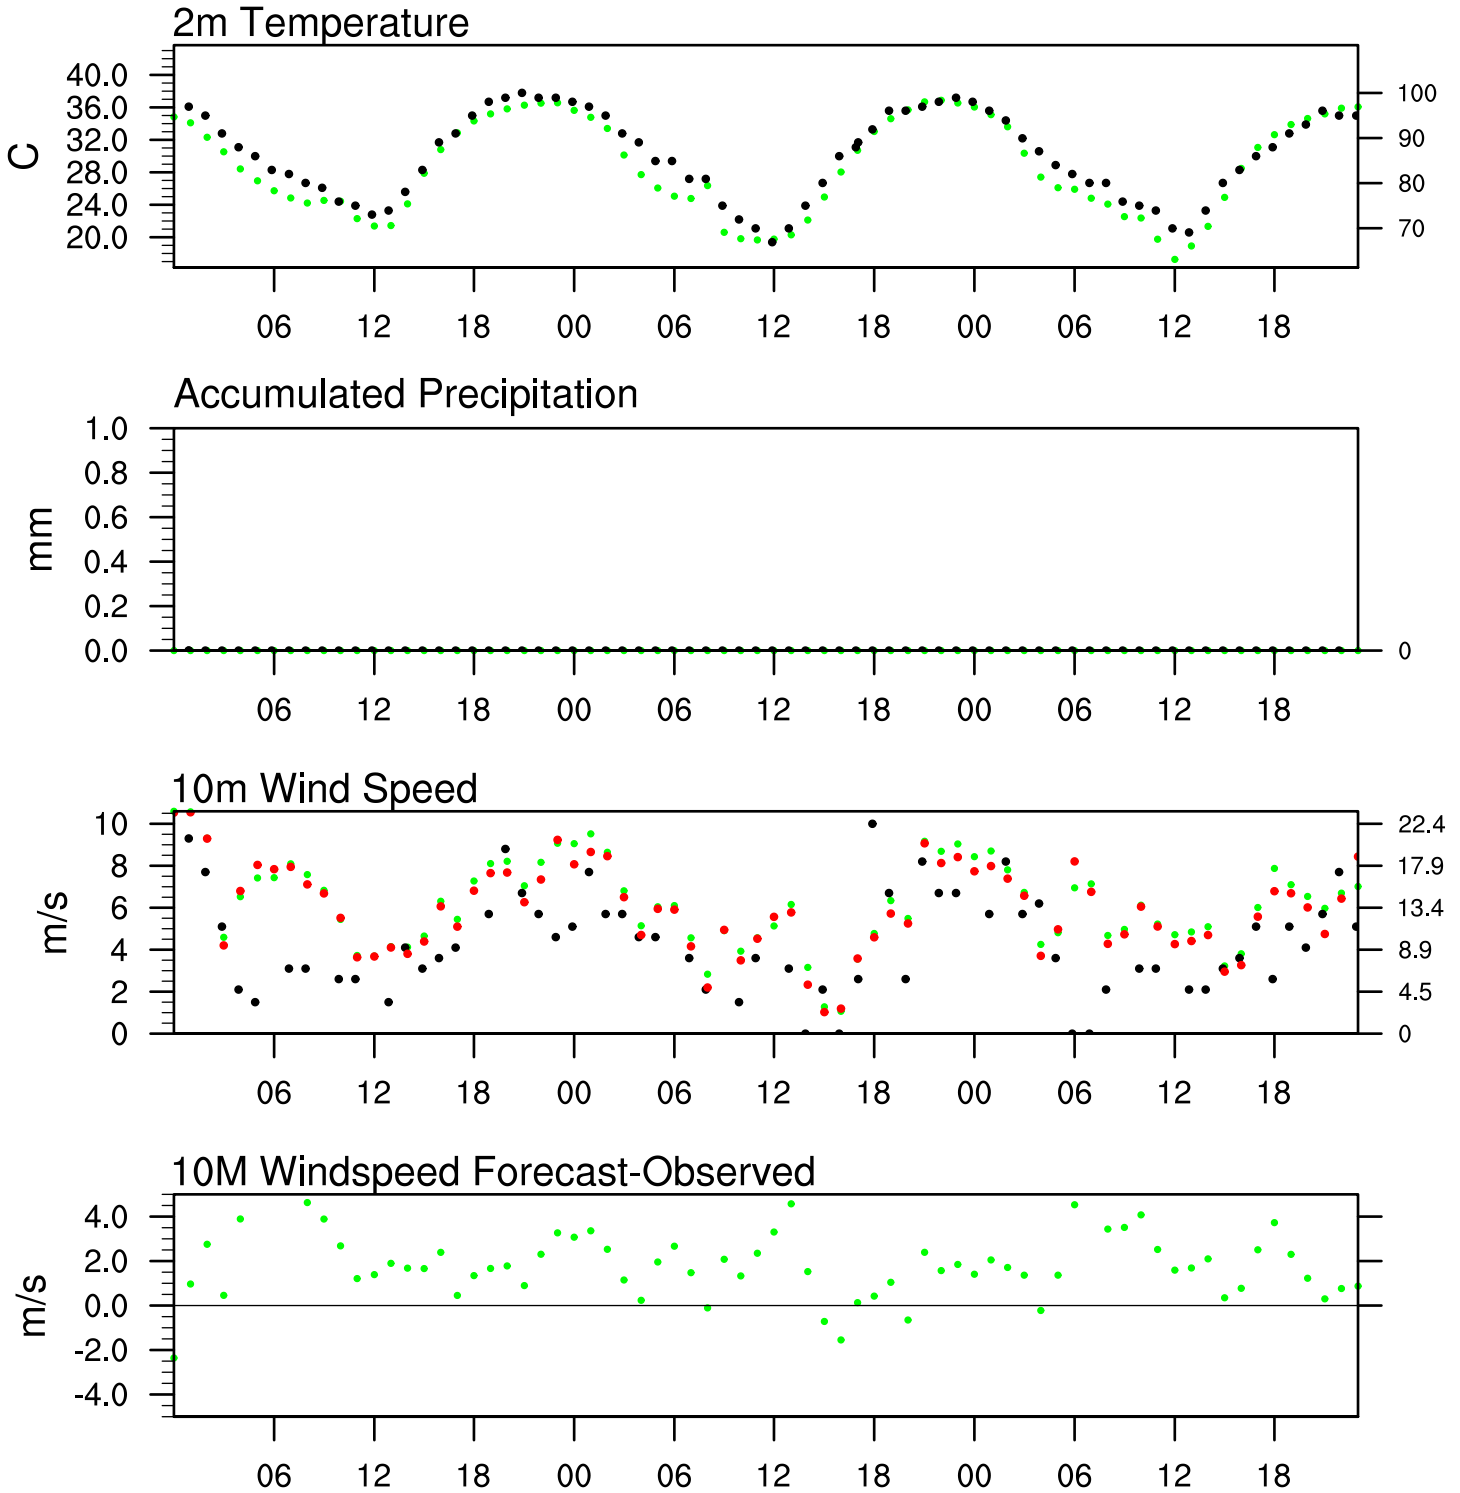 2m Temperature
40.0
36.0
32.0
28.0
24.0
20.0
C
100
90
80
70
06 12 18 00 06 12 18 00 06 12 18
Accumulated Precipitation
1.0
0.8
0.6
0.4
0.2
0.0
mm
0
06 12 18 00 06 12 18 00 06 12 18
10m Wind Speed
10
8
6
4
2
0
m/s
22.4
17.9
13.4
8.9
4.5
0
06 12 18 00 06 12 18 00 06 12 18
10M Windspeed Forecast-Observed
4.0
2.0
0.0
-2.0
-4.0
m/s
06 12 18 00 06 12 18 00 06 12 18